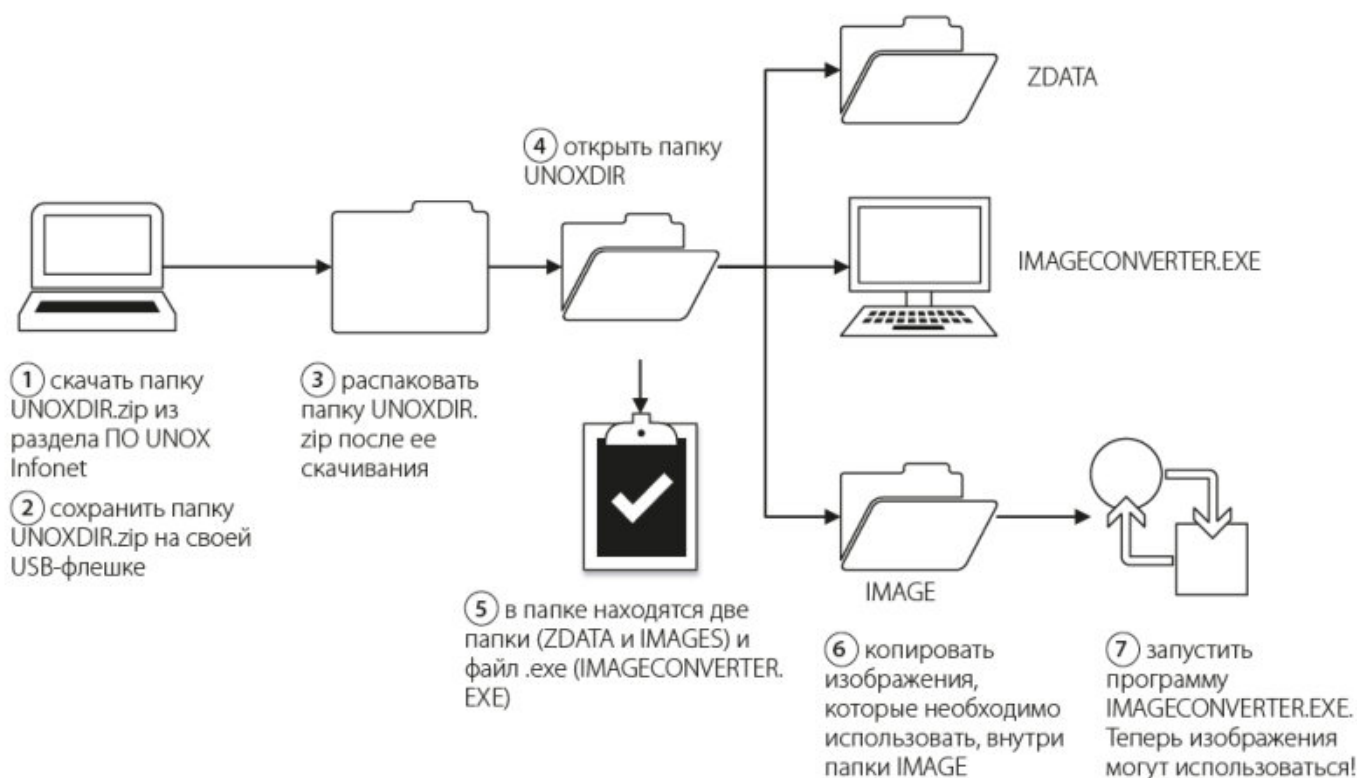 ZDATA
④ открыть папку
UNOXDIR
IMAGECONVERTER.EXE
① скачать папку
UNOXDIR.zip из
раздела ПО UNOX
Infonet
② сохранить папку
UNOXDIR.zip на своей
USB-флешке
③ распаковать
папку UNOXDIR.
zip после ее
скачивания
⑤ в папке находятся две
папки (ZDATA и IMAGES) и
файл .exe (IMAGECONVERTER.
EXE)
IMAGE
⑥ копировать
изображения,
которые необходимо
использовать, внутри
папки IMAGE
⑦ запустить
программу
IMAGECONVERTER.EXE.
Теперь изображения
могут использоваться!